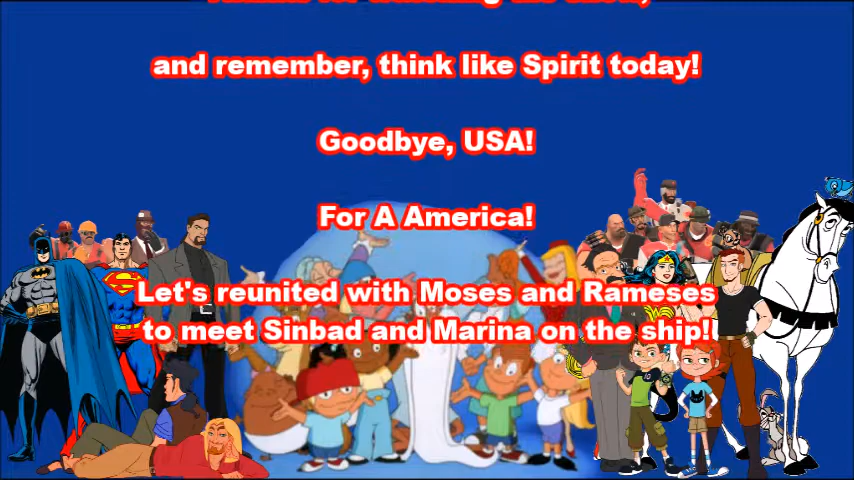 and remember, think like Spirit today!
Goodbye, USA!
For A America!
Let's reunited with Moses and Rameses
to meet Sinbad and Marina on the ship!